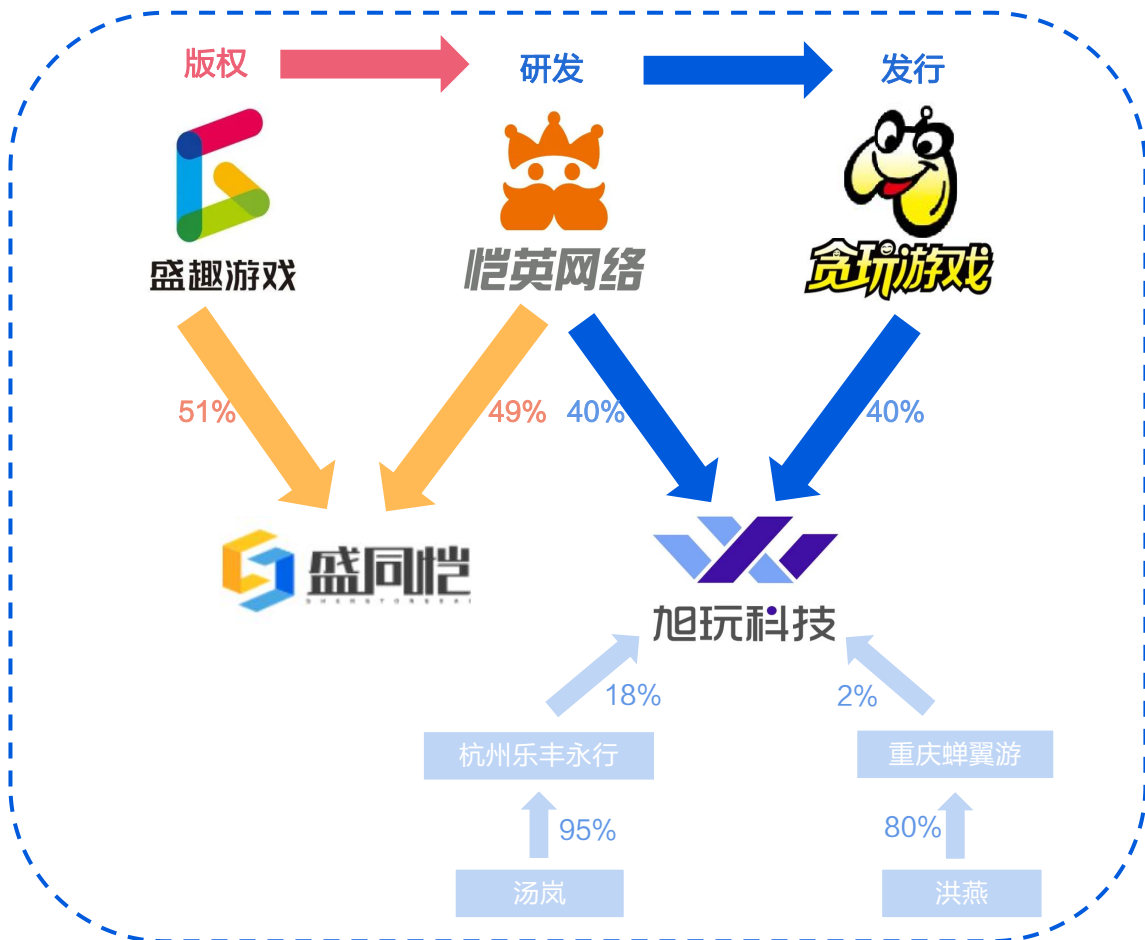 版权
研发
发行
盛趣游戏
恺英网络
贪玩游戏
51%
49%
40%
40%
盛同恺
旭玩科技
18%
2%
杭州乐丰永行
重庆蝉翼游
95%
80%
汤岚
洪燕